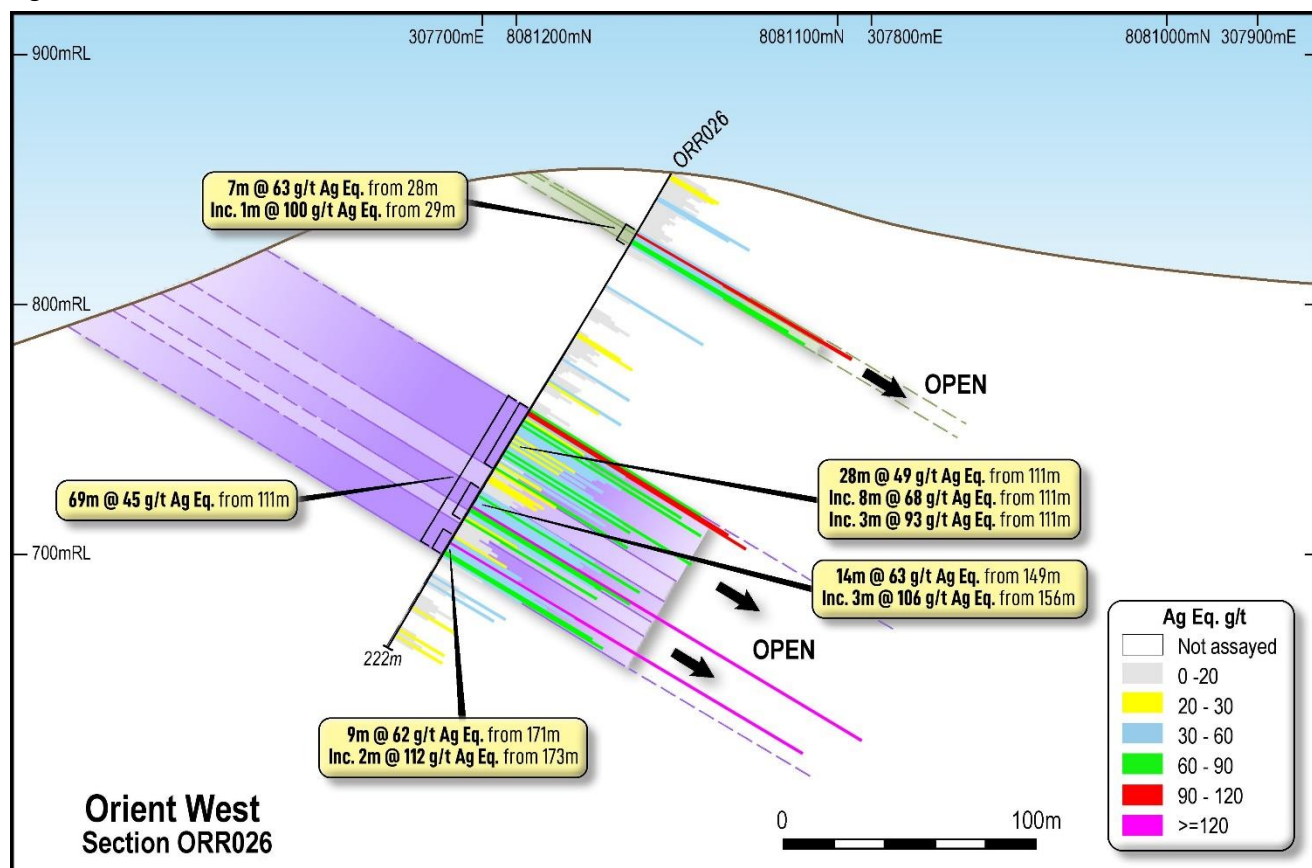 307700mE 8081200mN 8081100mN 307800mE 8081000mN 307900mE
900mRL
ORR026
7m @ 63 g/t Ag Eq. from 28m
Inc. 1m @ 100 g/t Ag Eq. from 29m
800mRL
OPEN
28m @ 49 g/t Ag Eq. from 111m
Inc. 8m @ 68 g/t Ag Eq. from 111m
Inc. 3m @ 93 g/t Ag Eq. from 111m
69m @ 45 g/t Ag Eq. from 111m
700mRL
14m @ 63 g/t Ag Eq. from 149m
Inc. 3m @ 106 g/t Ag Eq. from 156m
OPEN
222m
9m @ 62 g/t Ag Eq. from 171m
Inc. 2m @ 112 g/t Ag Eq. from 173m
Ag Eq. g/t
Not assayed
0 -20
20 - 30
30 - 60
60 - 90
90 - 120
>=120
Orient West
Section ORR026
0 100m